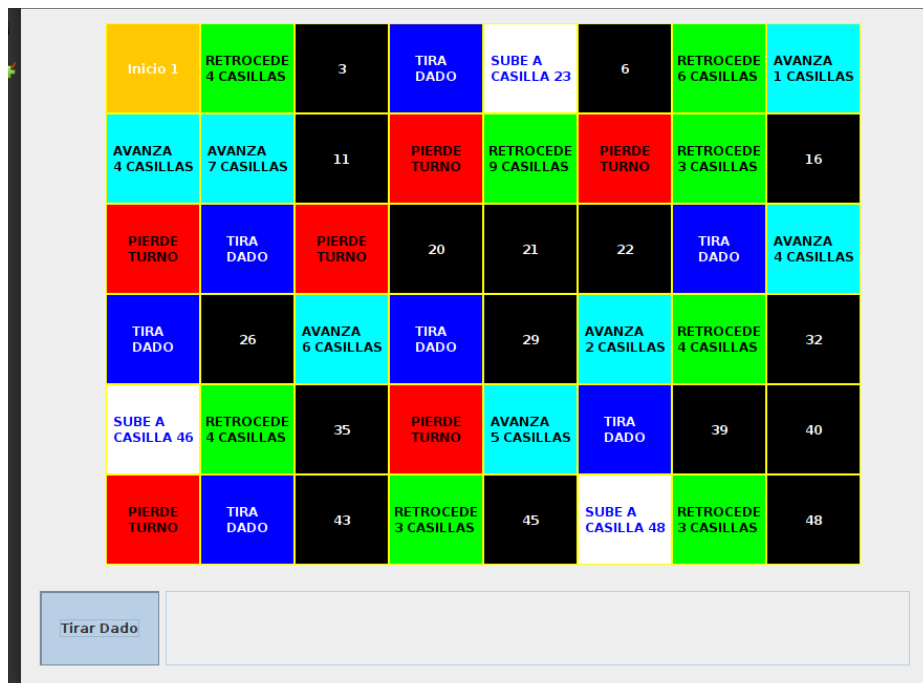 Inicio 1
RETROCEDE
4 CASILLAS
3
TIRA
DADO
SUBE A
CASILLA 23
6
RETROCEDE
6 CASILLAS
AVANZA
1 CASILLAS
AVANZA
4 CASILLAS
AVANZA
7 CASILLAS
11
PIERDE
TURNO
RETROCEDE
9 CASILLAS
PIERDE
TURNO
RETROCEDE
3 CASILLAS
16
PIERDE
TURNO
TIRA
DADO
PIERDE
TURNO
20
21
22
TIRA
DADO
AVANZA
4 CASILLAS
TIRA
DADO
26
AVANZA
6 CASILLAS
TIRA
DADO
29
AVANZA
2 CASILLAS
RETROCEDE
4 CASILLAS
32
SUBE A
CASILLA 46
RETROCEDE
4 CASILLAS
35
PIERDE
TURNO
AVANZA
5 CASILLAS
TIRA
DADO
39
40
PIERDE
TURNO
TIRA
DADO
43
RETROCEDE
3 CASILLAS
45
SUBE A
CASILLA 48
RETROCEDE
3 CASILLAS
48
Tirar Dado